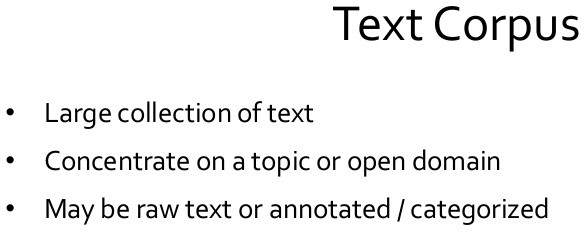 Text Corpus
• Large collection of text
• Concentrate on a topic or open domain
• May be raw text or annotated / categorized